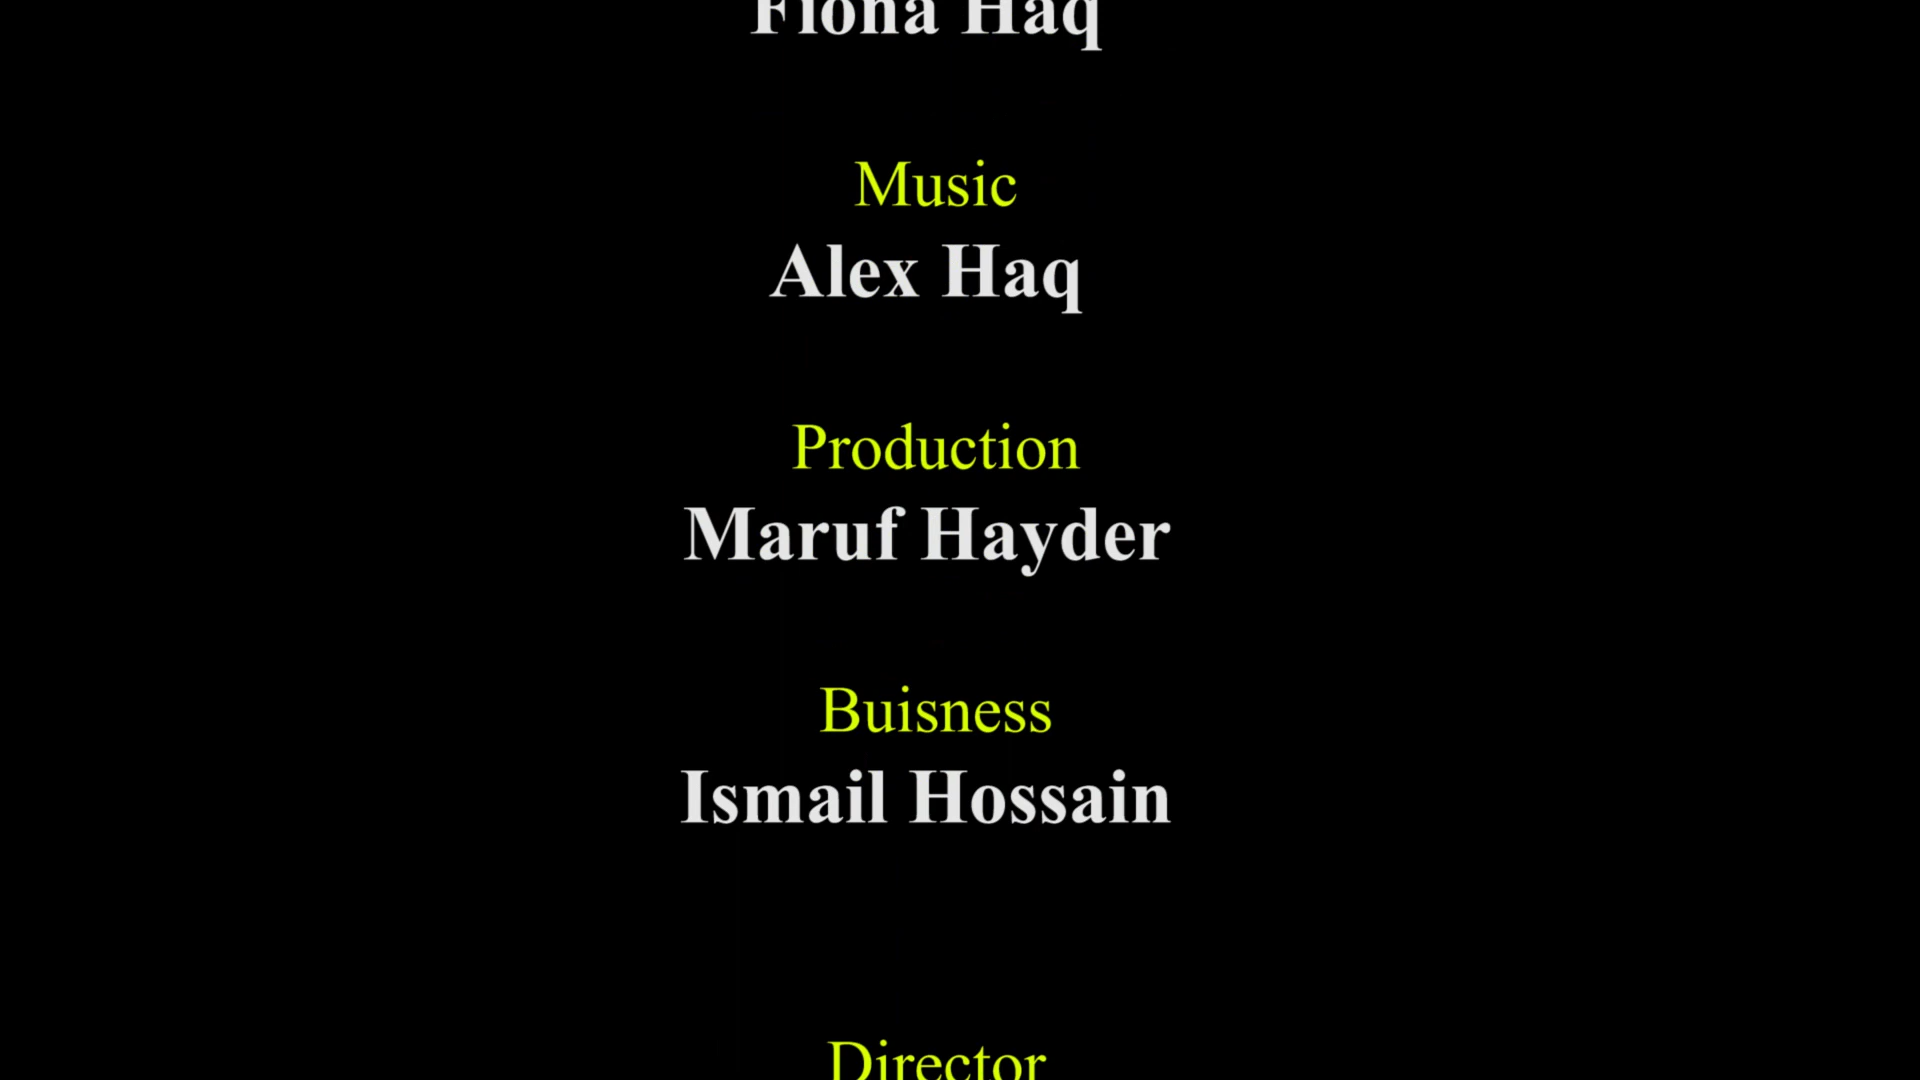 Fiona Haq
Music
Alex Haq
Production
Maruf Hayder
Buisness
Ismail Hossain
Director